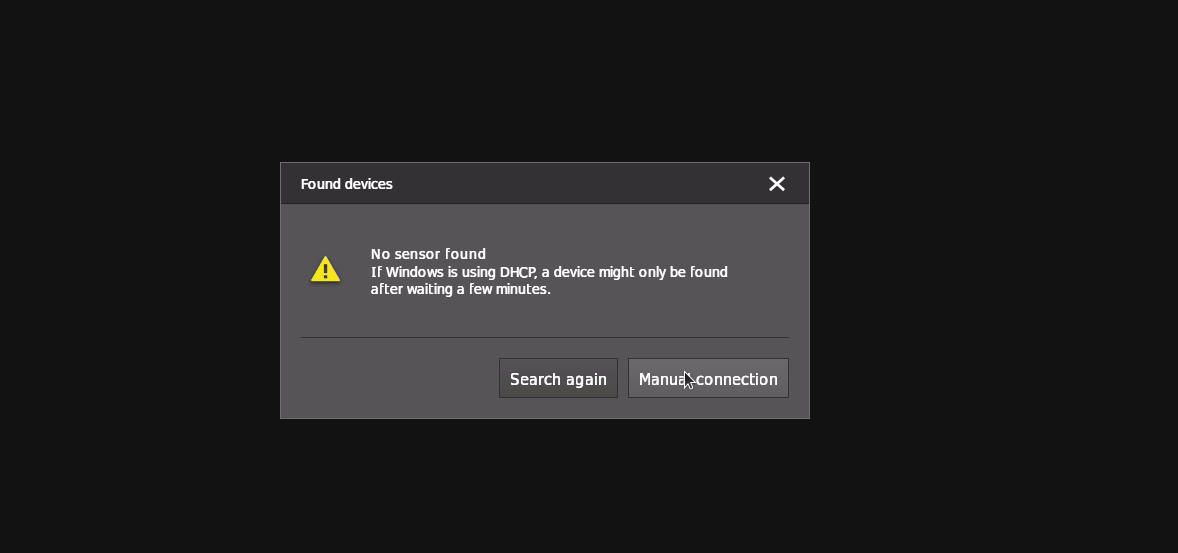 Found devices
No sensor found
If Windows is using DHCP, a device might only be found
after waiting a few minutes.
Search again
Manual connection